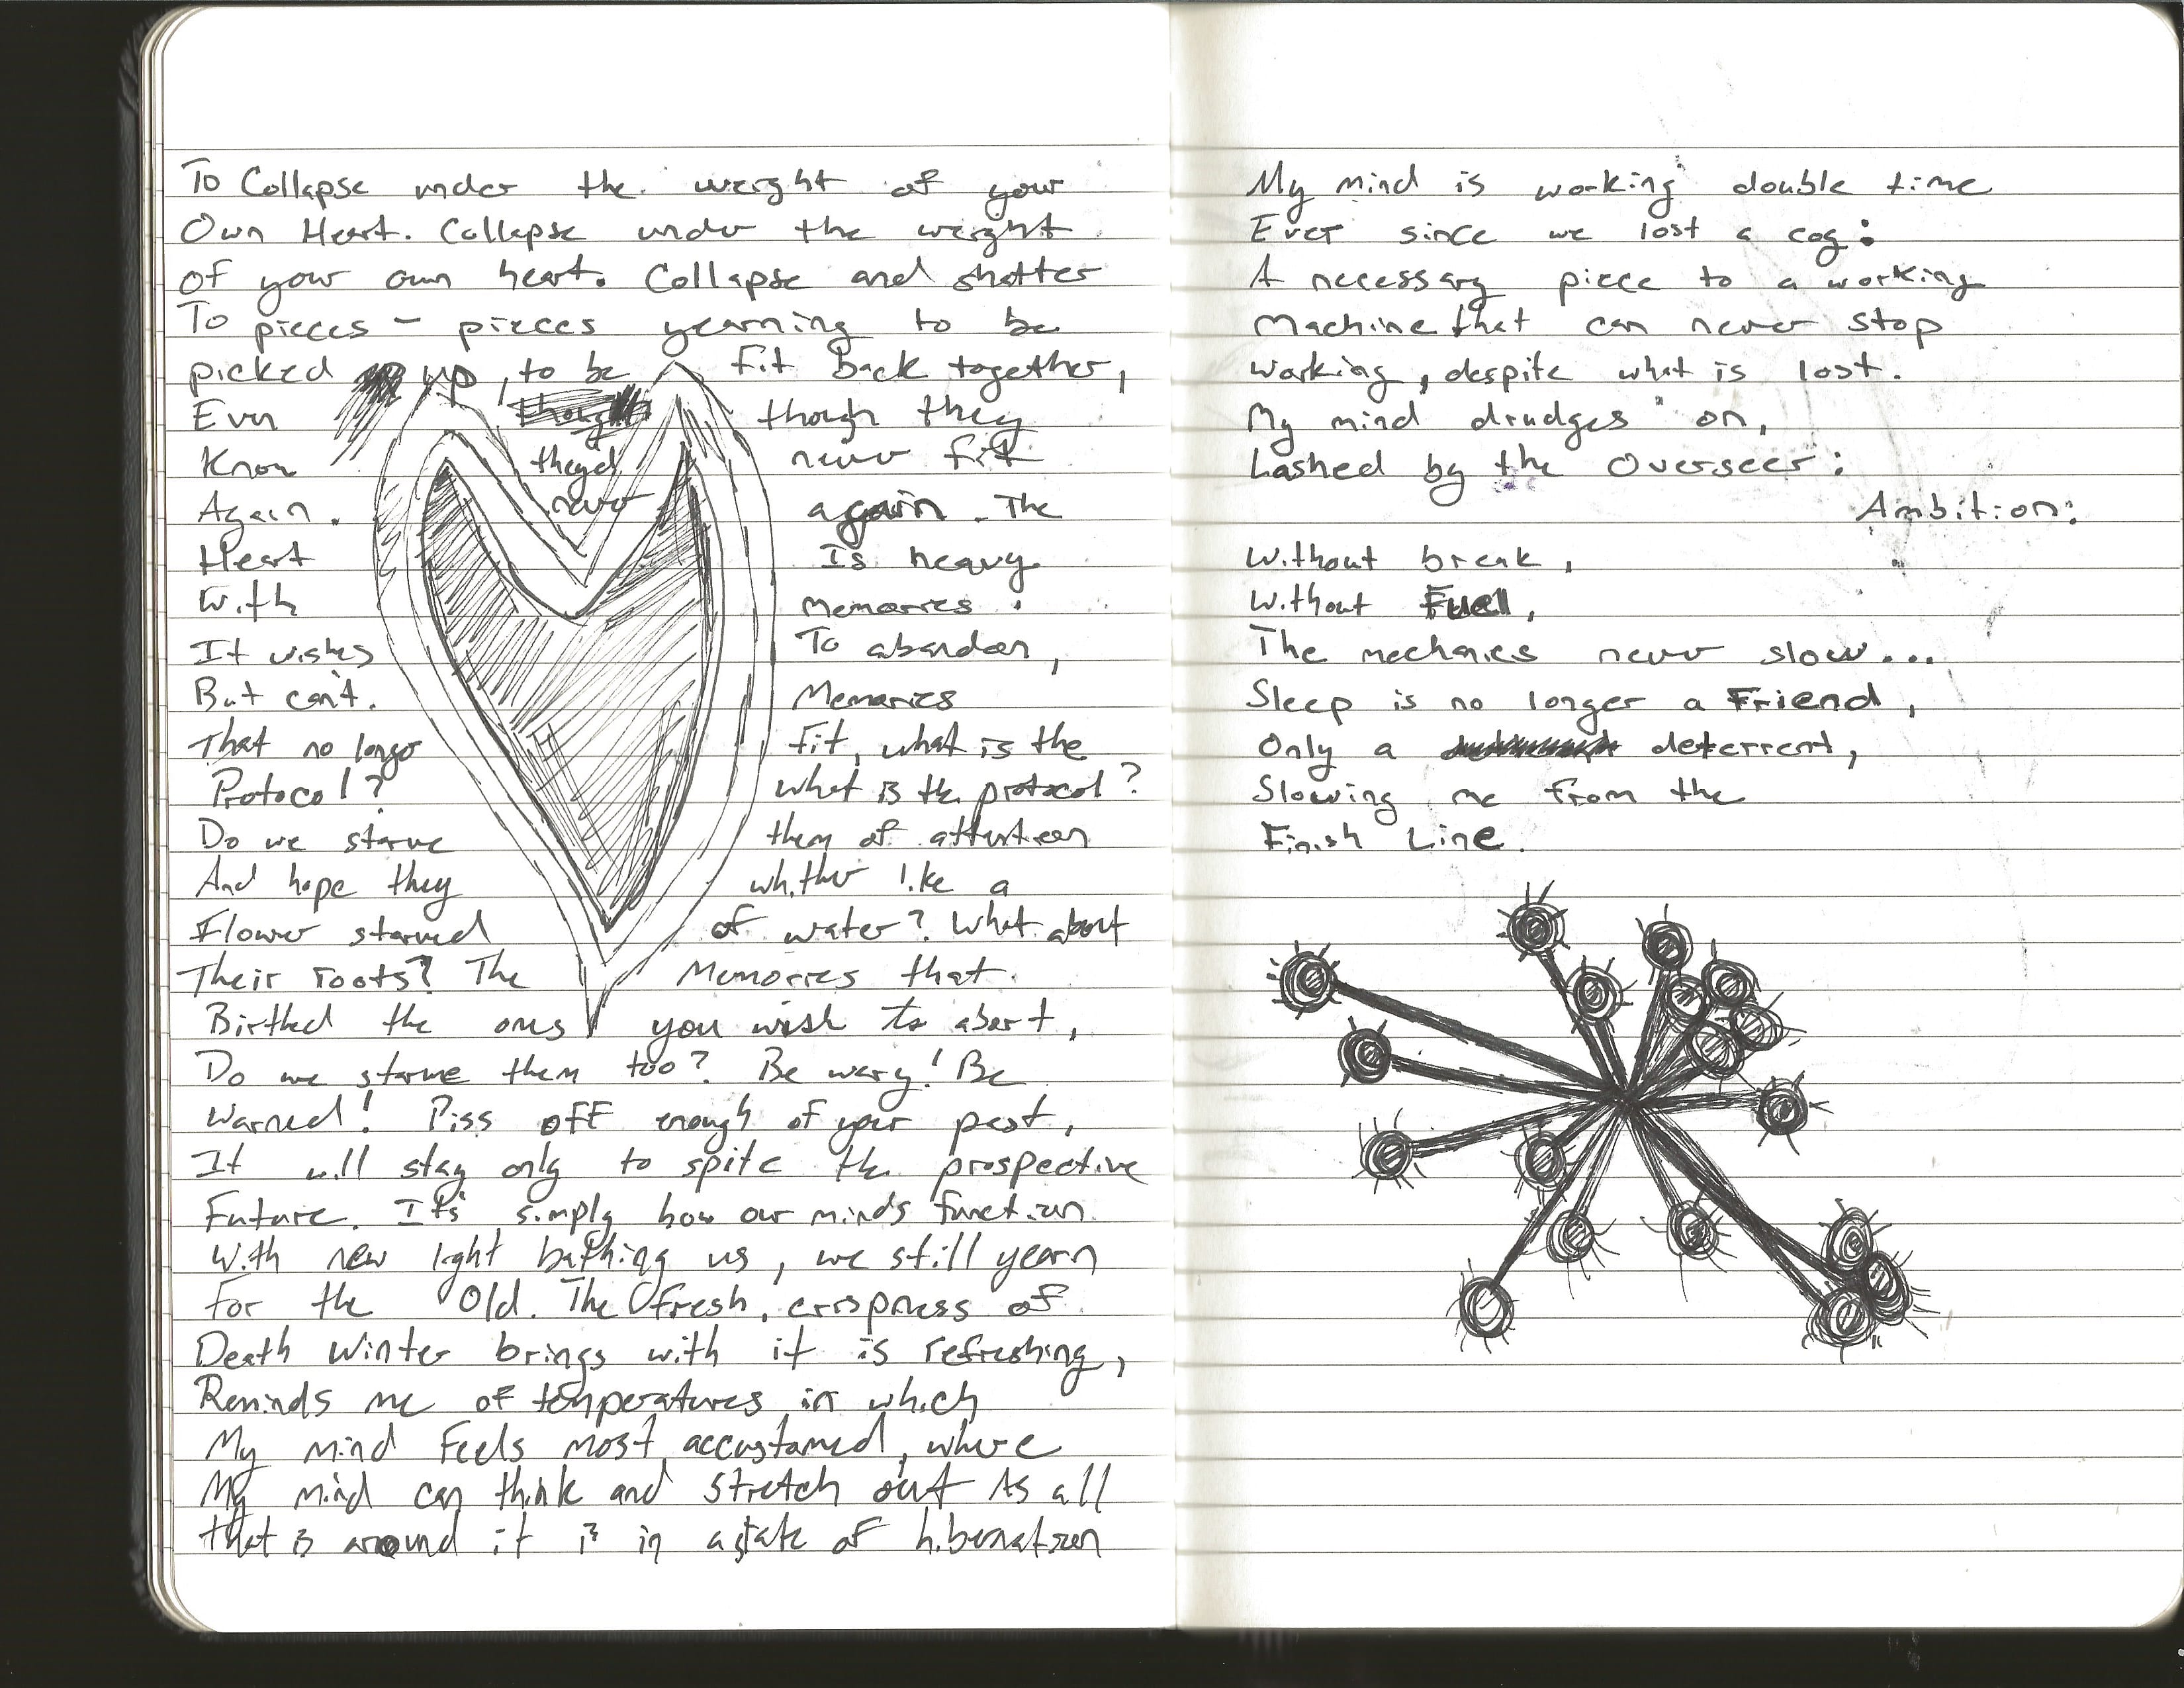 To Collapse under the weight of your
Own Heart. Collapse under the weight
of your own heart. Collapse and shatter
To pieces - pieces yearning to be
picked up, to be fit back together,
Even though they
Know they'd never fit
Again. never again. The
Heart Is heavy
With Memories.
It wishes To abandon,
But can't. Memories
That no longer fit, what is the
Protocol? what is the protocol?
Do we starve them of attention
And hope they whither like a
Flower starved of water? What about
Their roots? The Memories that
Birthed the ones you wish to abort,
Do we starve them too? Be wary! Be
Warned! Piss off enough of your past,
It will stay only to spite the prospective
Future. It's simply how our minds function.
With new light bathing us, we still yearn
For the Old. The fresh, crispness of
Death Winter brings with it is refreshing,
Reminds me of temperatures in which
My mind Feels most accustomed, where
My mind can think and stretch out As all
that is around it is in a state of hibernation
My mind is working double time
Ever since we lost a cog:
A necessary piece to a working
Machine that can never stop
Working, despite what is lost.
My mind drudges on,
Lashed by the Overseer:
Ambition:
Without break,
Without Fuel,
The mechanics never slow...
Sleep is no longer a Friend,
Only a deterrent,
Slowing me from the
Finish Line.